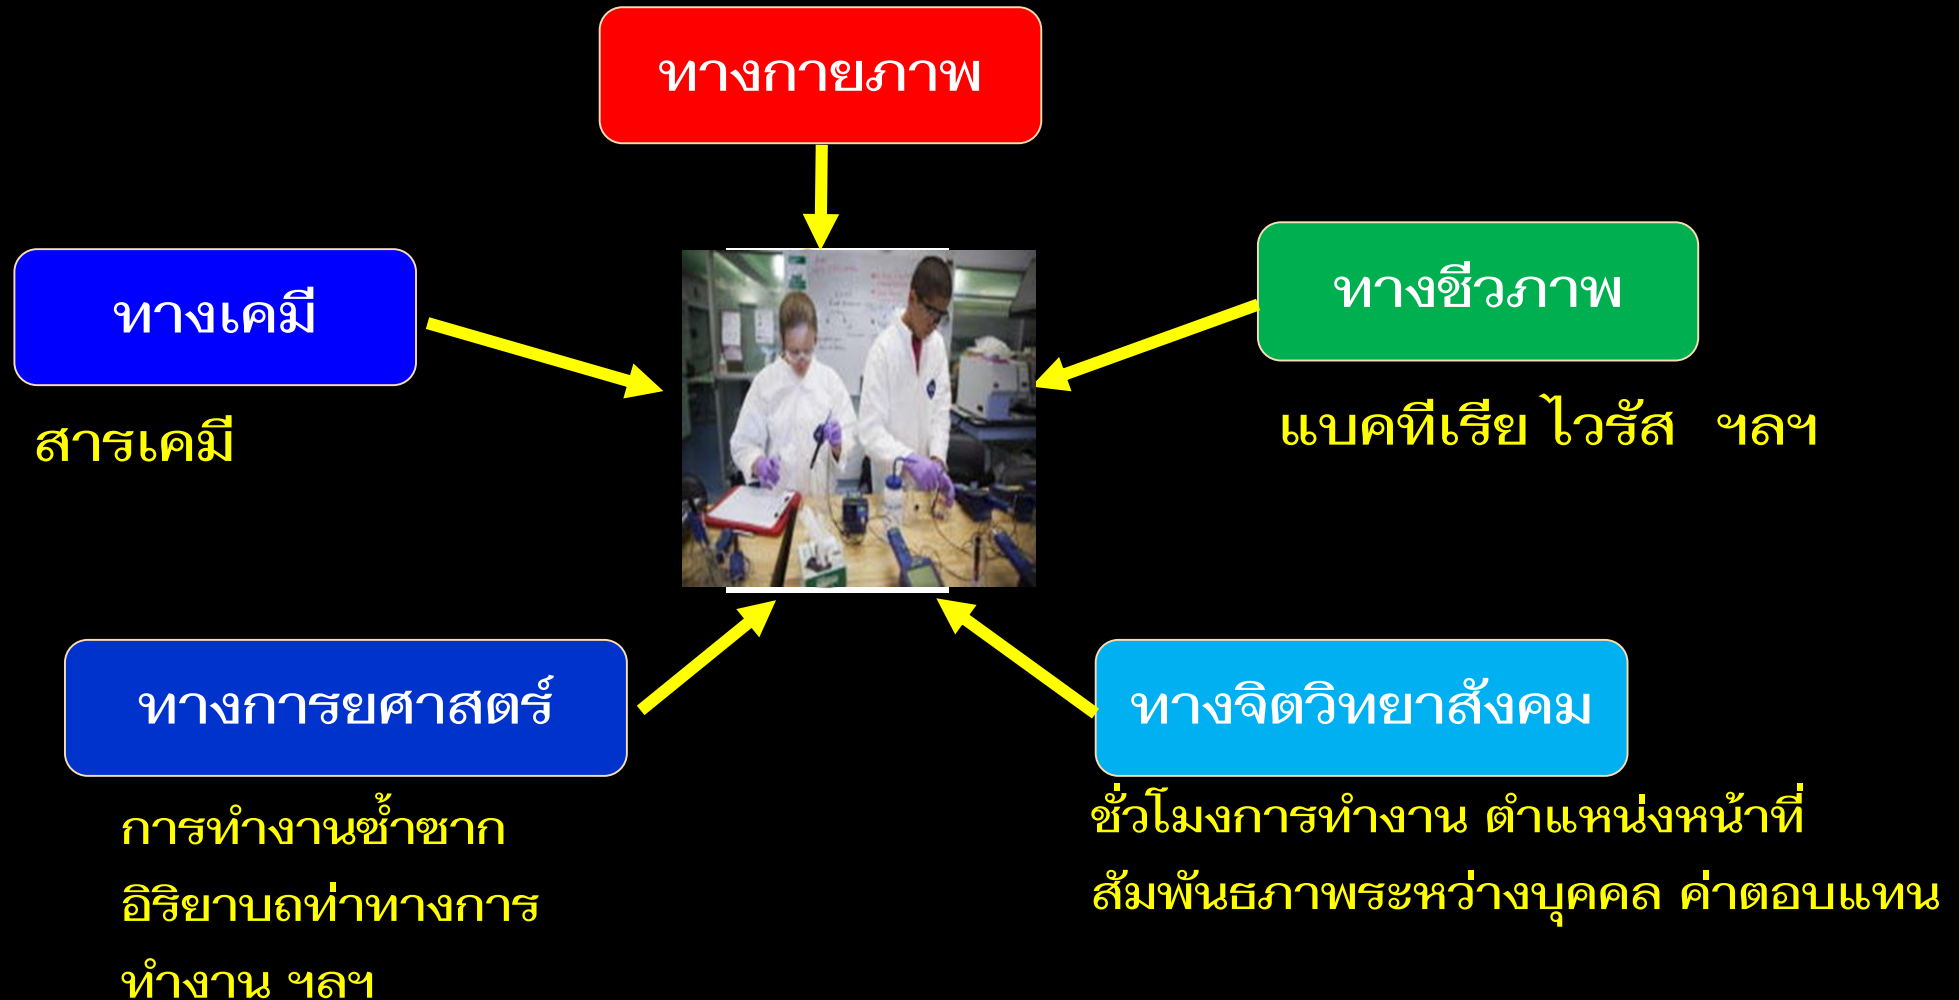 ทางกายภาพ
ทางเคมี
สารเคมี
ทางชีวภาพ
แบคทีเรีย ไวรัส ฯลฯ
ทางการยศาสตร์
การทำงานซ้ำซาก
อิริยาบถท่าทางการ
ทำงาน ฯลฯ
ทางจิตวิทยาสังคม
ชั่วโมงการทำงาน ตำแหน่งหน้าที่
สัมพันธภาพระหว่างบุคคล ค่าตอบแทน